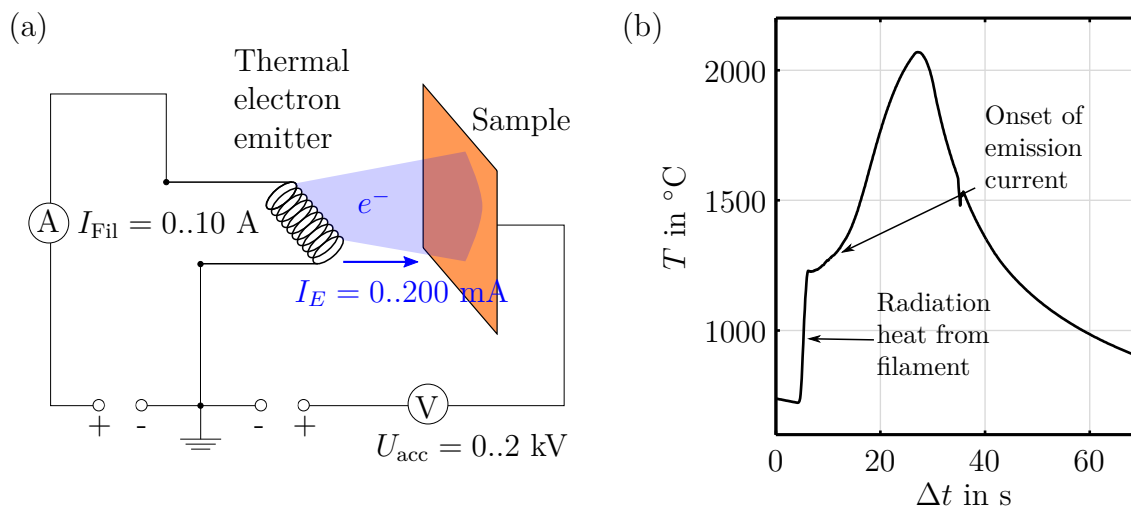 (a)
Thermal
electron
emitter
Sample
A
I_Fil = 0..10 A
e⁻
I_E = 0..200 mA
+ - - +
V
U_acc = 0..2 kV
(b)
T in °C
2000
1500
1000
Onset of
emission
current
Radiation
heat from
filament
0 20 40 60
Δt in s